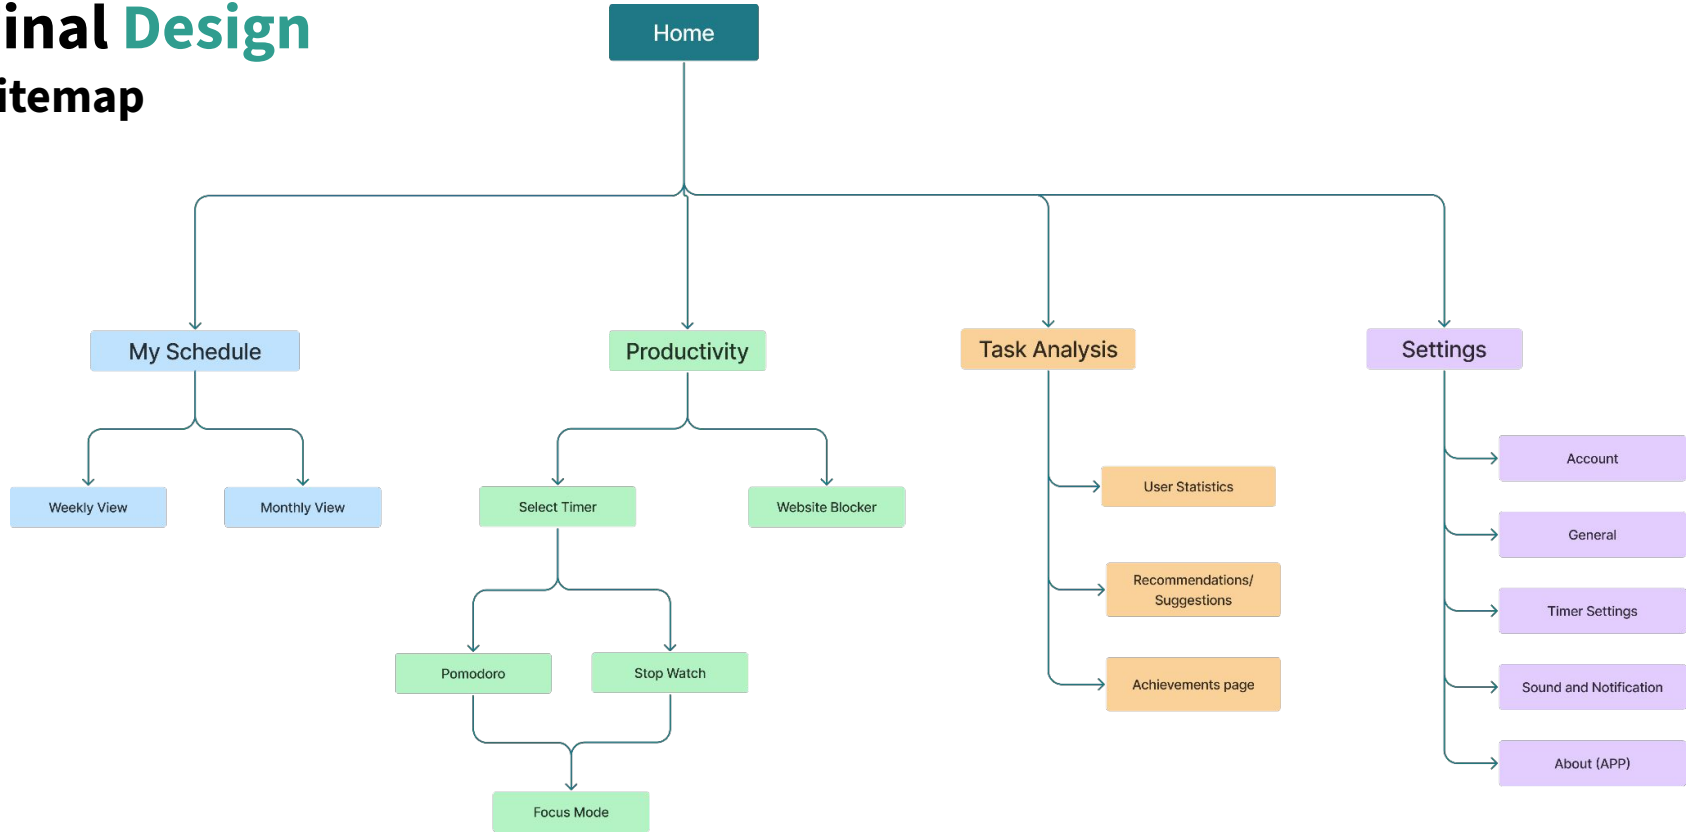 inal Design
itemap
Home
My Schedule
Productivity
Task Analysis
Settings
Weekly View
Monthly View
Select Timer
Website Blocker
Pomodoro
Stop Watch
Focus Mode
User Statistics
Recommendations/
Suggestions
Achievements page
Account
General
Timer Settings
Sound and Notification
About (APP)